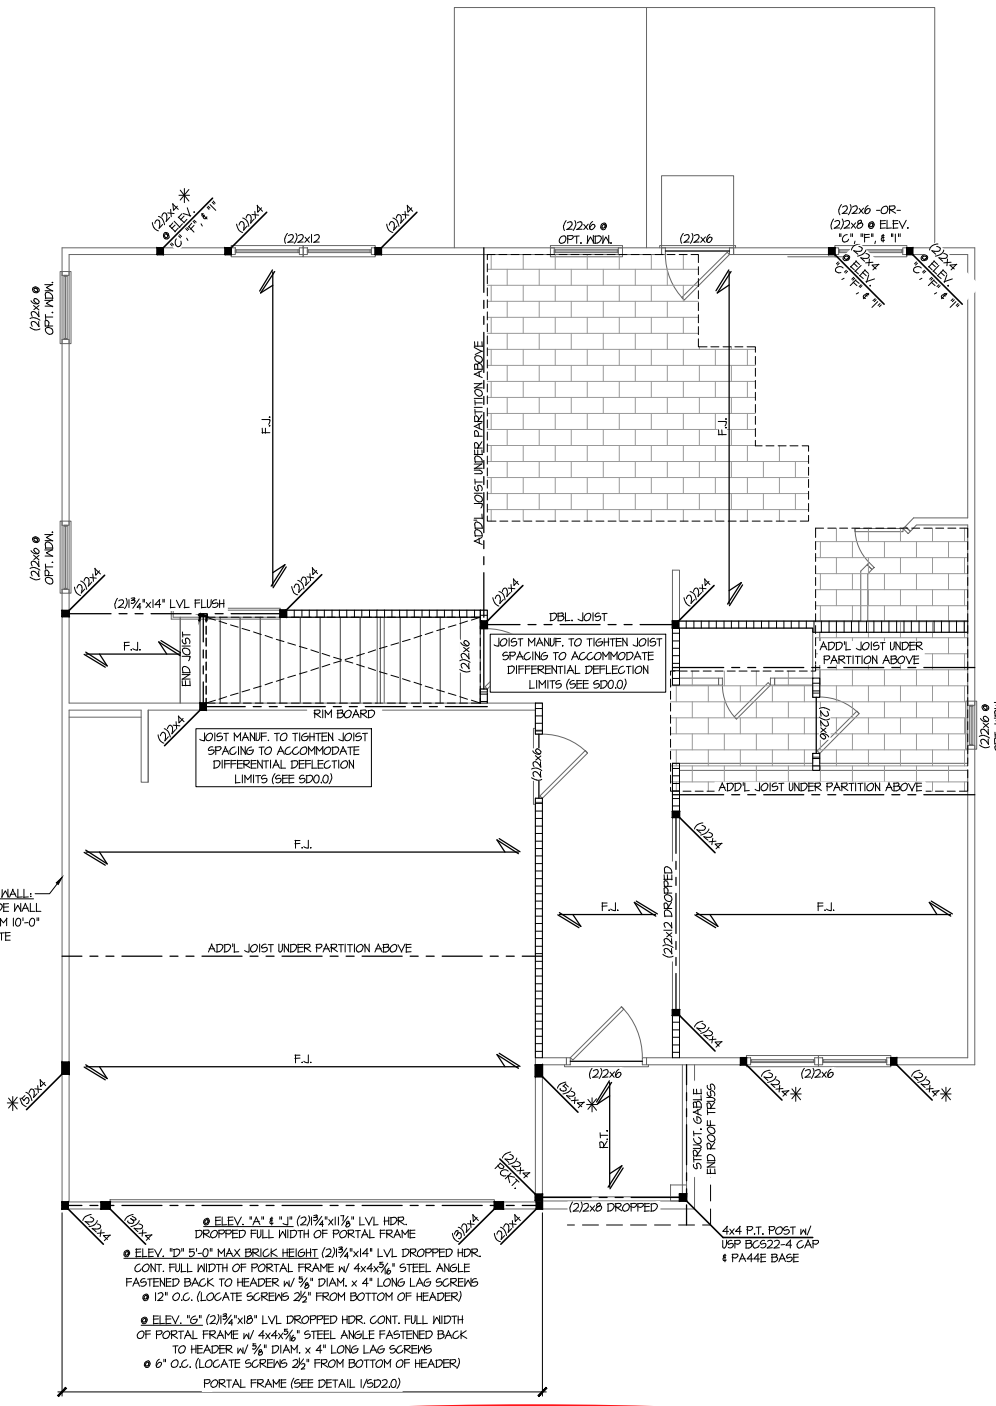 (2)2x4 ✳
@ ELEV.
"C", "F", & "I"
(2)2x4
(2)2x12
(2)2x4
(2)2x6 @
OPT. WDW.
(2)2x6
(2)2x6 -OR-
(2)2x8 @ ELEV.
"C", "F", & "I"
(2)2x4
@ ELEV.
"C", "F", & "I"
(2)2x4
@ ELEV.
"C", "F", & "I"
(2)2x6 @
OPT. WDW.
F.J.
ADD'L JOIST UNDER PARTITION ABOVE
F.J.
(2)2x6 @
OPT. WDW.
(2)2x4
(2)1¾"x14" LVL FLUSH
(2)2x4
(2)2x4
DBL. JOIST
(2)2x4
F.J.
END JOIST
(2)2x6
JOIST MANUF. TO TIGHTEN JOIST
SPACING TO ACCOMMODATE
DIFFERENTIAL DEFLECTION
LIMITS (SEE SD0.0)
ADD'L JOIST UNDER
PARTITION ABOVE
(2)2x4
RIM BOARD
JOIST MANUF. TO TIGHTEN JOIST
SPACING TO ACCOMMODATE
DIFFERENTIAL DEFLECTION
LIMITS (SEE SD0.0)
(2)2x6
(2)2x6
(2)2x6 @
ADD'L JOIST UNDER PARTITION ABOVE
(2)2x4
F.J.
WALL:
WALL
10'-0"
(2)2x12 DROPPED
F.J.
F.J.
ADD'L JOIST UNDER PARTITION ABOVE
(2)2x4
F.J.
✳ (5)2x4
(2)2x6
(5)2x4 ✳
(2)2x6
(2)2x4 ✳
(2)2x4 ✳
R.T.
STRUCT. GABLE
END ROOF TRUSS
(2)2x4
PCKT.
(2)2x8 DROPPED
(2)2x4
(3)2x4
(3)2x4
(2)2x4
4x4 P.T. POST W/
USP BCS22-4 CAP
& PA44E BASE
@ ELEV. "A" & "J" (2)1¾"x11⅞" LVL HDR.
DROPPED FULL WIDTH OF PORTAL FRAME
@ ELEV. "D" 5'-0" MAX BRICK HEIGHT (2)1¾"x14" LVL DROPPED HDR.
CONT. FULL WIDTH OF PORTAL FRAME W/ 4x4x5/16" STEEL ANGLE
FASTENED BACK TO HEADER W/ ⅝" DIAM. x 4" LONG LAG SCREWS
@ 12" O.C. (LOCATE SCREWS 2½" FROM BOTTOM OF HEADER)
@ ELEV. "G" (2)1¾"x18" LVL DROPPED HDR. CONT. FULL WIDTH
OF PORTAL FRAME W/ 4x4x5/16" STEEL ANGLE FASTENED BACK
TO HEADER W/ ⅝" DIAM. x 4" LONG LAG SCREWS
@ 6" O.C. (LOCATE SCREWS 2½" FROM BOTTOM OF HEADER)
PORTAL FRAME (SEE DETAIL 1/SD2.0)